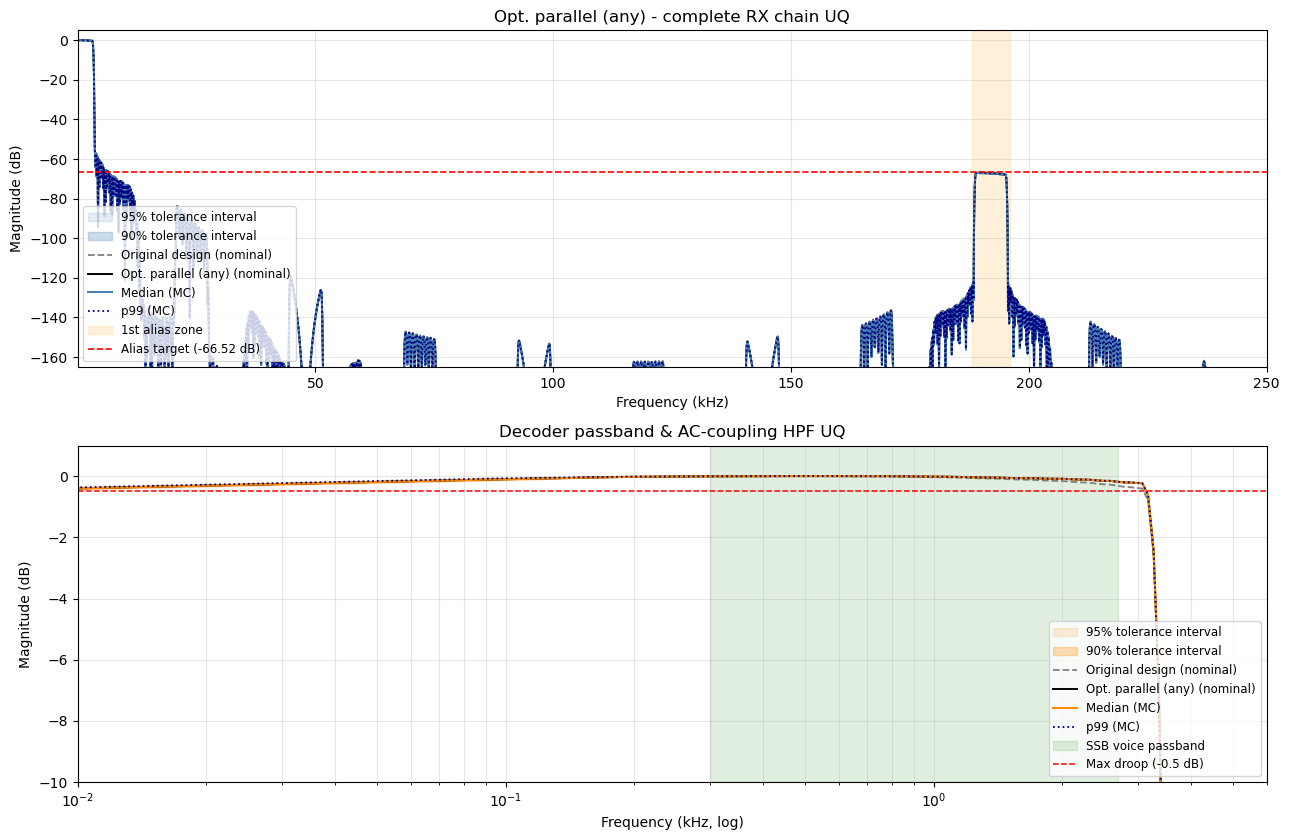 Opt. parallel (any) - complete RX chain UQ
Magnitude (dB)
0
−20
−40
−60
−80
−100
−120
−140
−160
95% tolerance interval
90% tolerance interval
Original design (nominal)
Opt. parallel (any) (nominal)
Median (MC)
p99 (MC)
1st alias zone
Alias target (-66.52 dB)
50
100
150
200
250
Frequency (kHz)
Decoder passband & AC-coupling HPF UQ
Magnitude (dB)
0
−2
−4
−6
−8
−10
95% tolerance interval
90% tolerance interval
Original design (nominal)
Opt. parallel (any) (nominal)
Median (MC)
p99 (MC)
SSB voice passband
Max droop (-0.5 dB)
10⁻²
10⁻¹
10⁰
Frequency (kHz, log)